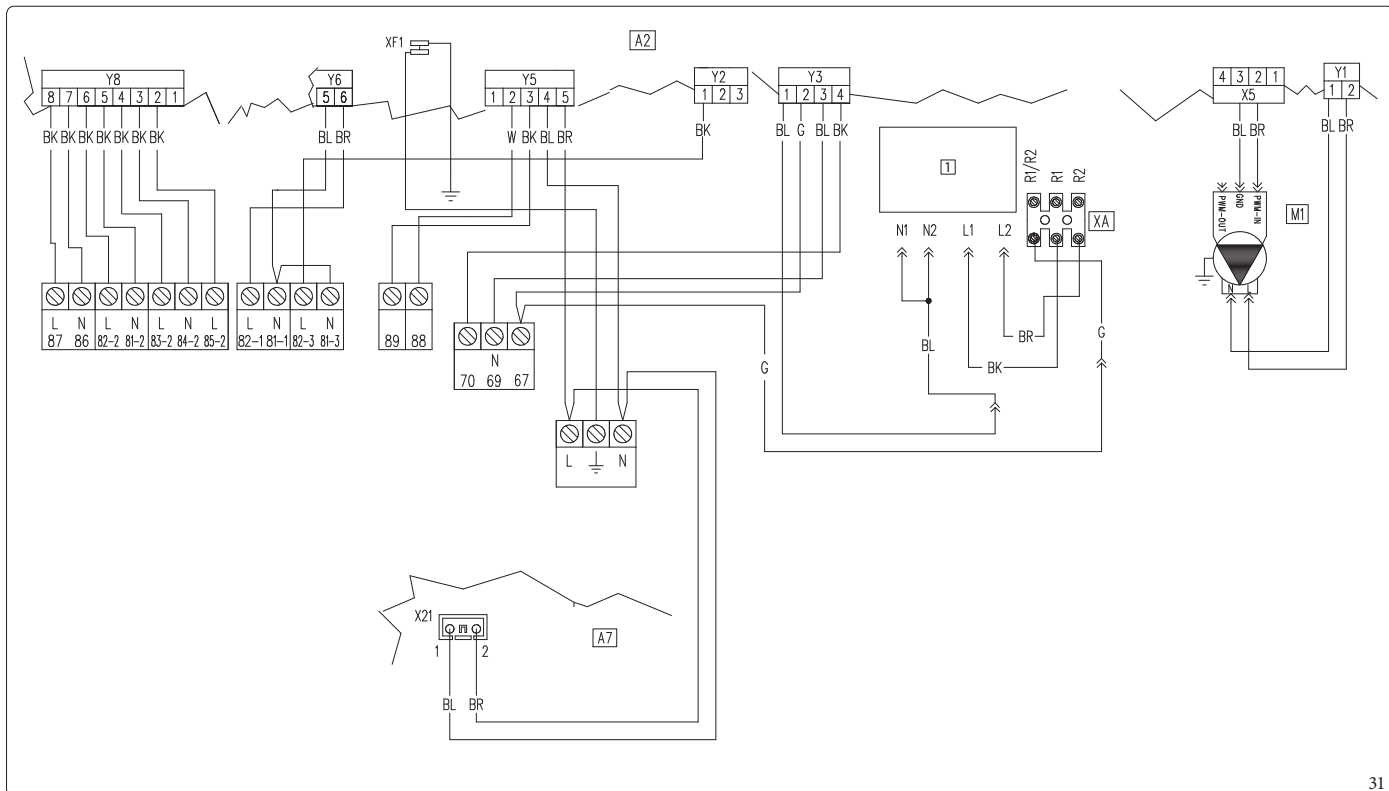 XF1
A2
Y8
Y6
Y5
Y2
Y3
4 3 2 1
Y1
8 7 6 5 4 3 2 1
5 6
1 2 3 4 5
1 2 3
1 2 3 4
X5
1 2
BK BK BK BK BK BK BK
BL BR
W BK BL BR
BK
BL G BL BK
BL BR
BL BR
1
R1/R2
R1
R2
XA
N1 N2 L1 L2
PWM-OUT
GND
PWM-IN
M1
N L
L N L N L N L
87 86 82-2 81-2 83-2 84-2 85-2
L N L N
82-1 81-1 82-3 81-3
89 88
N
70 69 67
BL
BR
BK
G
G
L N
X21
A7
1 2
BL BR
31